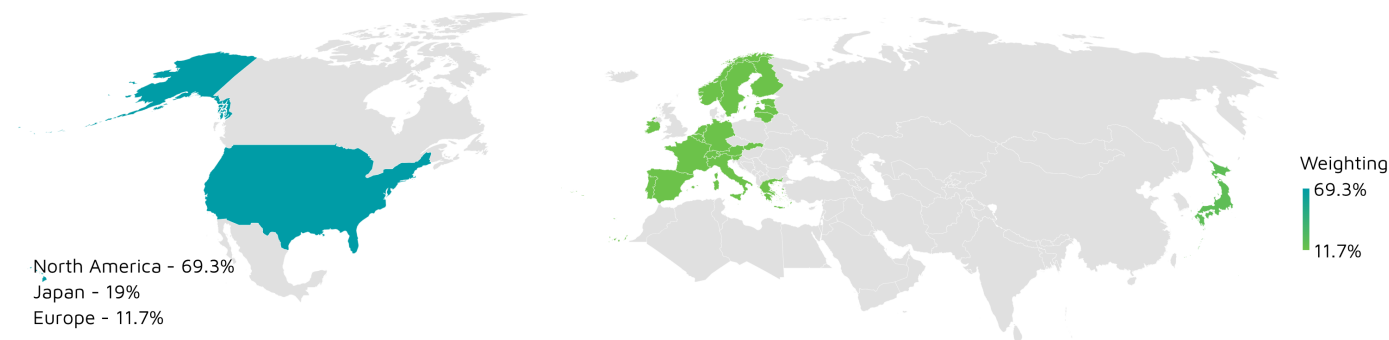 Weighting
69.3%
11.7%
North America - 69.3%
Japan - 19%
Europe - 11.7%